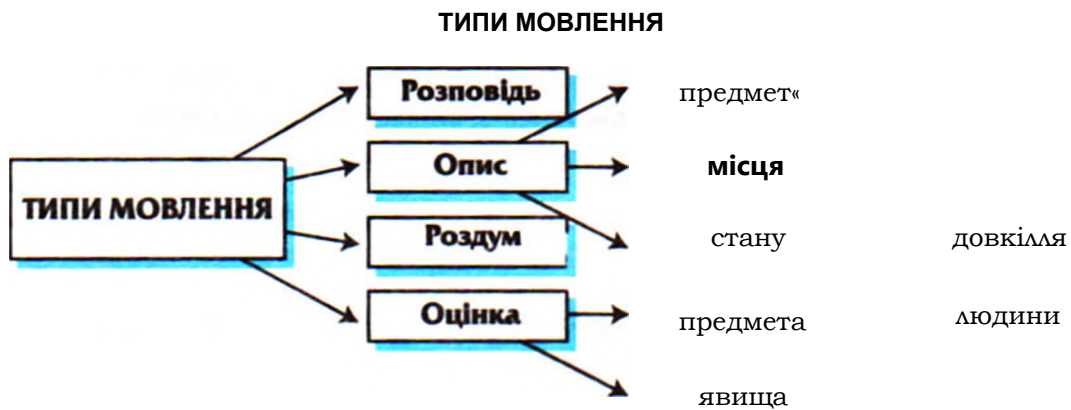 ТИПИ МОВЛЕННЯ
Розповідь
предмет«
Опис
місця
ТИПИ МОВЛЕННЯ
Роздум
стану
довкілля
Оцінка
предмета
людини
явища